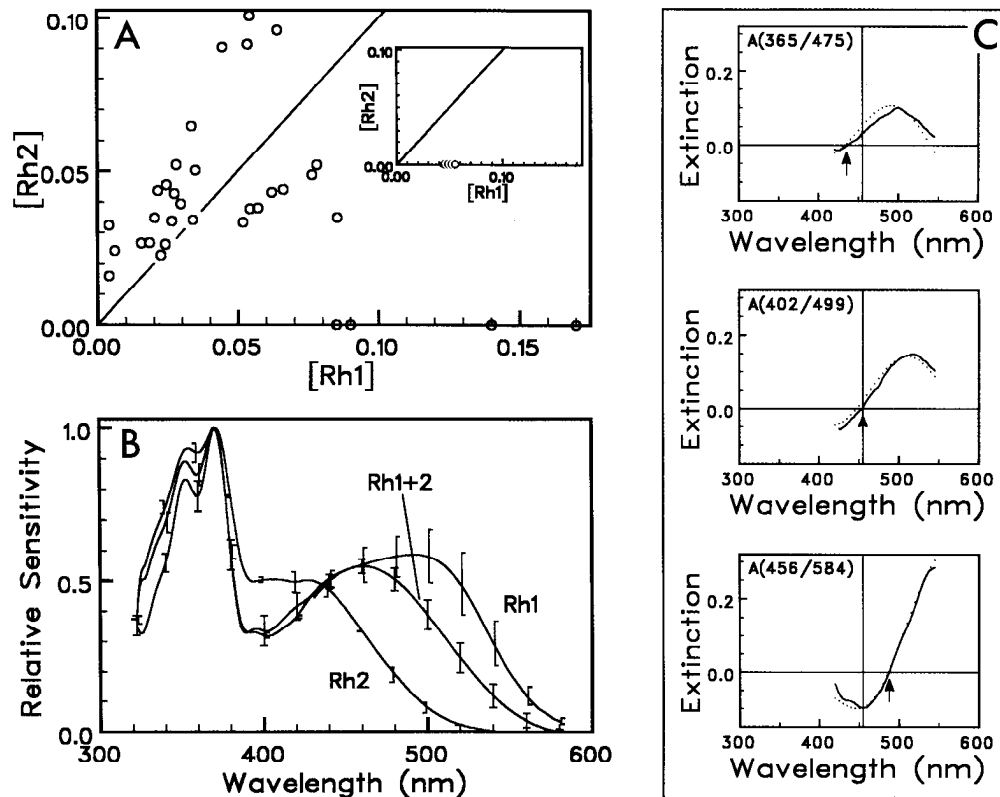 A
[Rh2]
0.10
0.05
0.00
0.00
0.05
0.10
0.15
[Rh1]
[Rh2]
0.10
0.00
0.00
0.10
[Rh1]
B
Relative Sensitivity
1.0
0.5
0.0
Rh1+2
Rh1
Rh2
300
400
500
600
Wavelength (nm)
C
A(365/475)
Extinction
0.2
0.0
300
400
500
600
Wavelength (nm)
A(402/499)
Extinction
0.2
0.0
300
400
500
600
Wavelength (nm)
A(456/584)
Extinction
0.2
0.0
300
400
500
600
Wavelength (nm)